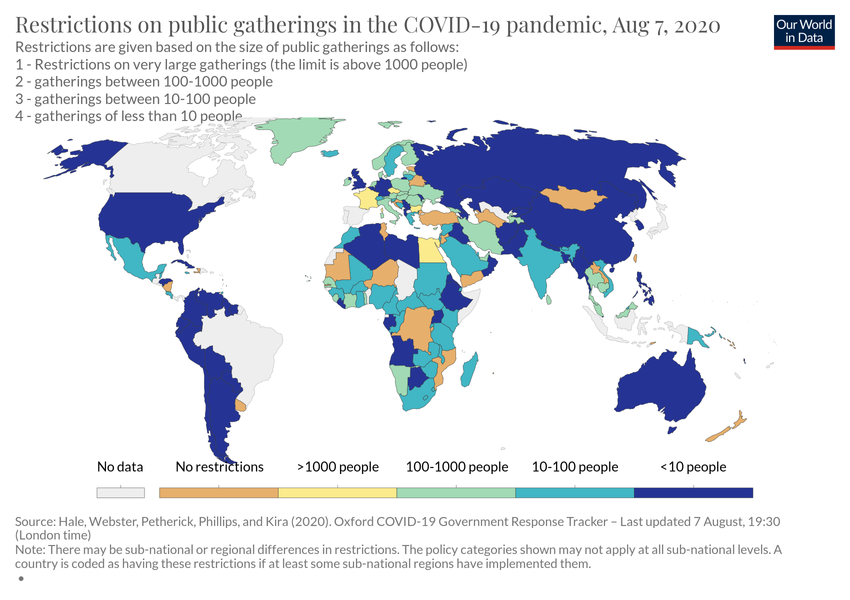 Restrictions on public gatherings in the COVID-19 pandemic, Aug 7, 2020
Our World
in Data
Restrictions are given based on the size of public gatherings as follows:
1 - Restrictions on very large gatherings (the limit is above 1000 people)
2 - gatherings between 100-1000 people
3 - gatherings between 10-100 people
4 - gatherings of less than 10 people
No data
No restrictions
>1000 people
100-1000 people
10-100 people
<10 people
Source: Hale, Webster, Petherick, Phillips, and Kira (2020). Oxford COVID-19 Government Response Tracker – Last updated 7 August, 19:30
(London time)
Note: There may be sub-national or regional differences in restrictions. The policy categories shown may not apply at all sub-national levels. A
country is coded as having these restrictions if at least some sub-national regions have implemented them.
•